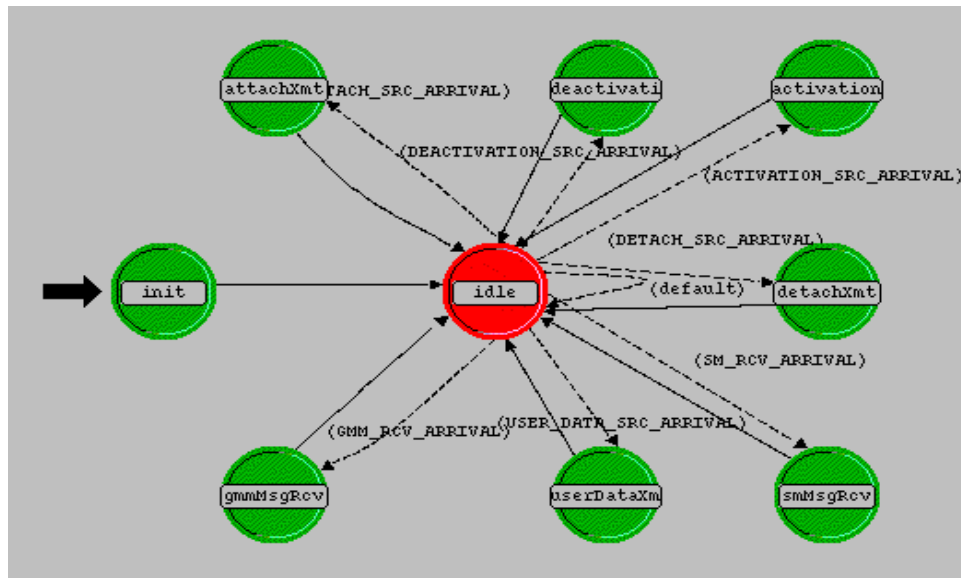 attachXmt
TACH_SRC_ARRIVAL)
deactivati
activation
(DEACTIVATION_SRC_ARRIVAL)
(ACTIVATION_SRC_ARRIVAL)
(DETACH_SRC_ARRIVAL)
init
idle
(default)
detachXmt
(SM_RCV_ARRIVAL)
(GMM_RCV_ARRIVAL)
(USER_DATA_SRC_ARRIVAL)
gmmMsgRcv
userDataXm
smMsgRcv